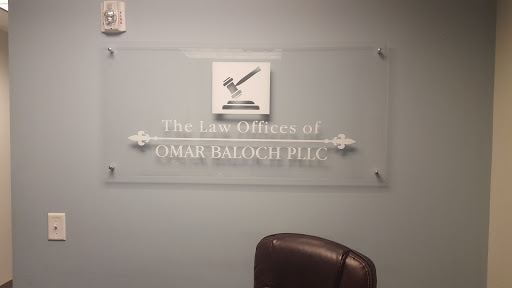 The Law Offices of
OMAR BALOCH PLLC